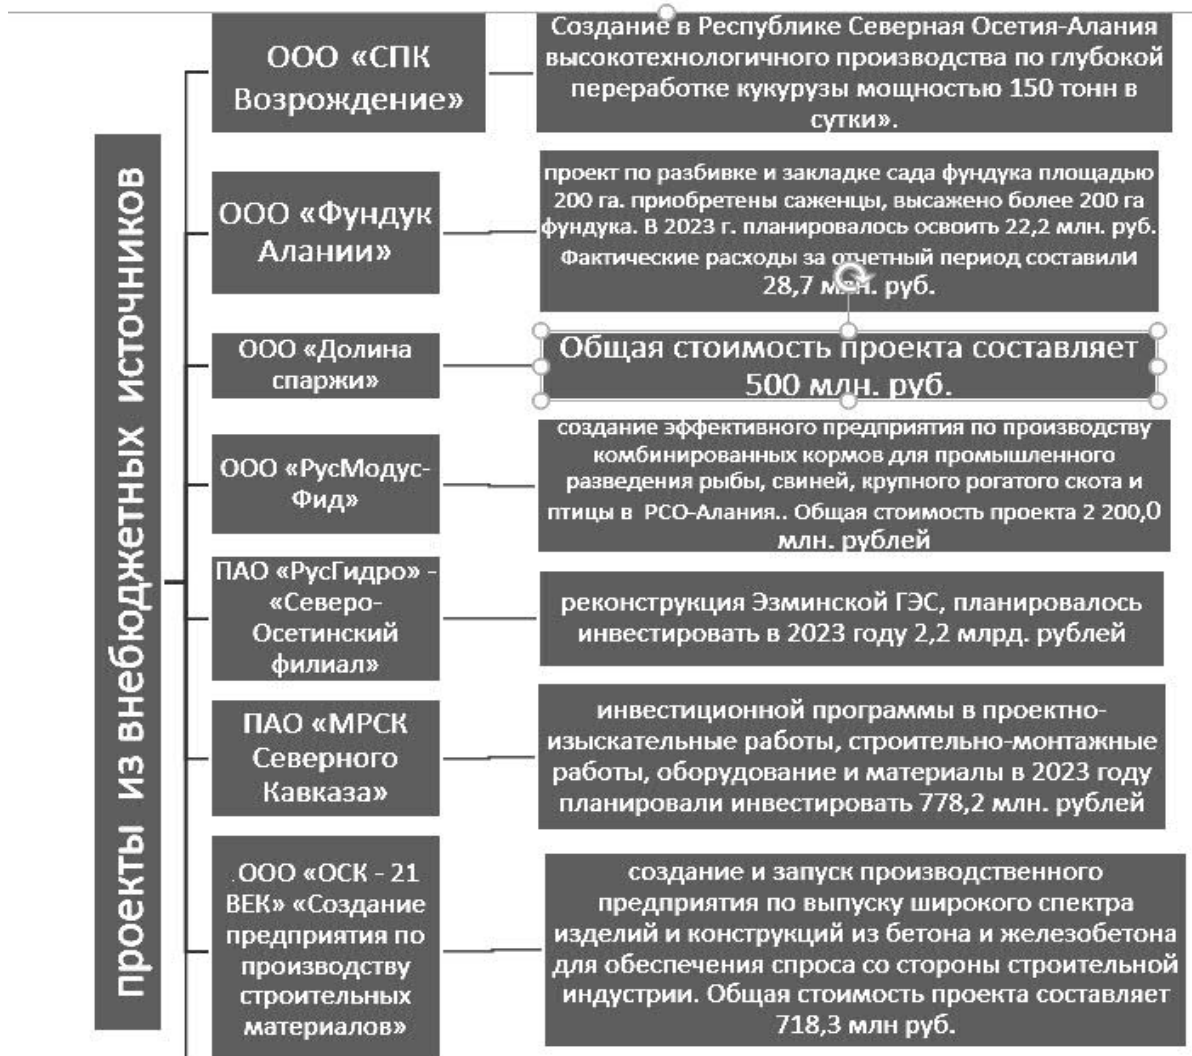 проекты из внебюджетных источников
ООО «СПК
Возрождение»
Создание в Республике Северная Осетия-Алания
высокотехнологичного производства по глубокой
переработке кукурузы мощностью 150 тонн в
сутки».
ООО «Фундук
Алании»
проект по разбивке и закладке сада фундука площадью
200 га. приобретены саженцы, высажено более 200 га
фундука. В 2023 г. планировалось освоить 22,2 млн. руб.
Фактические расходы за отчетный период составили
28,7 млн. руб.
ООО «Долина
спаржи»
Общая стоимость проекта составляет
500 млн. руб.
ООО «РусМодус-
Фид»
создание эффективного предприятия по производству
комбинированных кормов для промышленного
разведения рыбы, свиней, крупного рогатого скота и
птицы в РСО-Алания.. Общая стоимость проекта 2 200,0
млн. рублей
ПАО «РусГидро» -
«Северо-
Осетинский
филиал»
реконструкция Эзминской ГЭС, планировалось
инвестировать в 2023 году 2,2 млрд. рублей
ПАО «МРСК
Северного
Кавказа»
инвестиционной программы в проектно-
изыскательные работы, строительно-монтажные
работы, оборудование и материалы в 2023 году
планировали инвестировать 778,2 млн. рублей
.ООО «ОСК - 21
ВЕК» «Создание
предприятия по
производству
строительных
материалов»
создание и запуск производственного
предприятия по выпуску широкого спектра
изделий и конструкций из бетона и железобетона
для обеспечения спроса со стороны строительной
индустрии. Общая стоимость проекта составляет
718,3 млн руб.